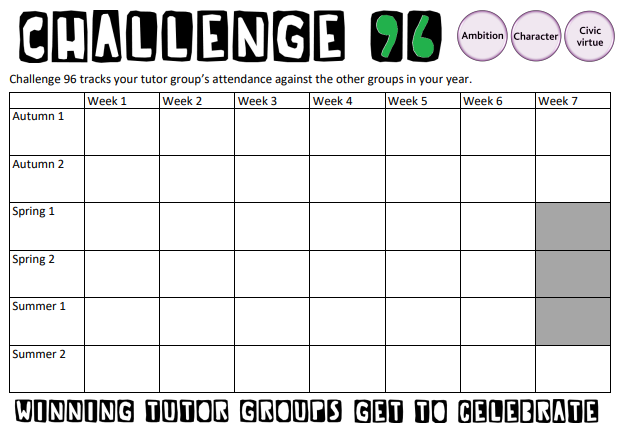 CHALLENGE 96
Ambition
Character
Civic
virtue
Challenge 96 tracks your tutor group's attendance against the other groups in your year.
Week 1 Week 2 Week 3 Week 4 Week 5 Week 6 Week 7
Autumn 1
Autumn 2
Spring 1
Spring 2
Summer 1
Summer 2
WINNING TUTOR GROUPS GET TO CELEBRATE